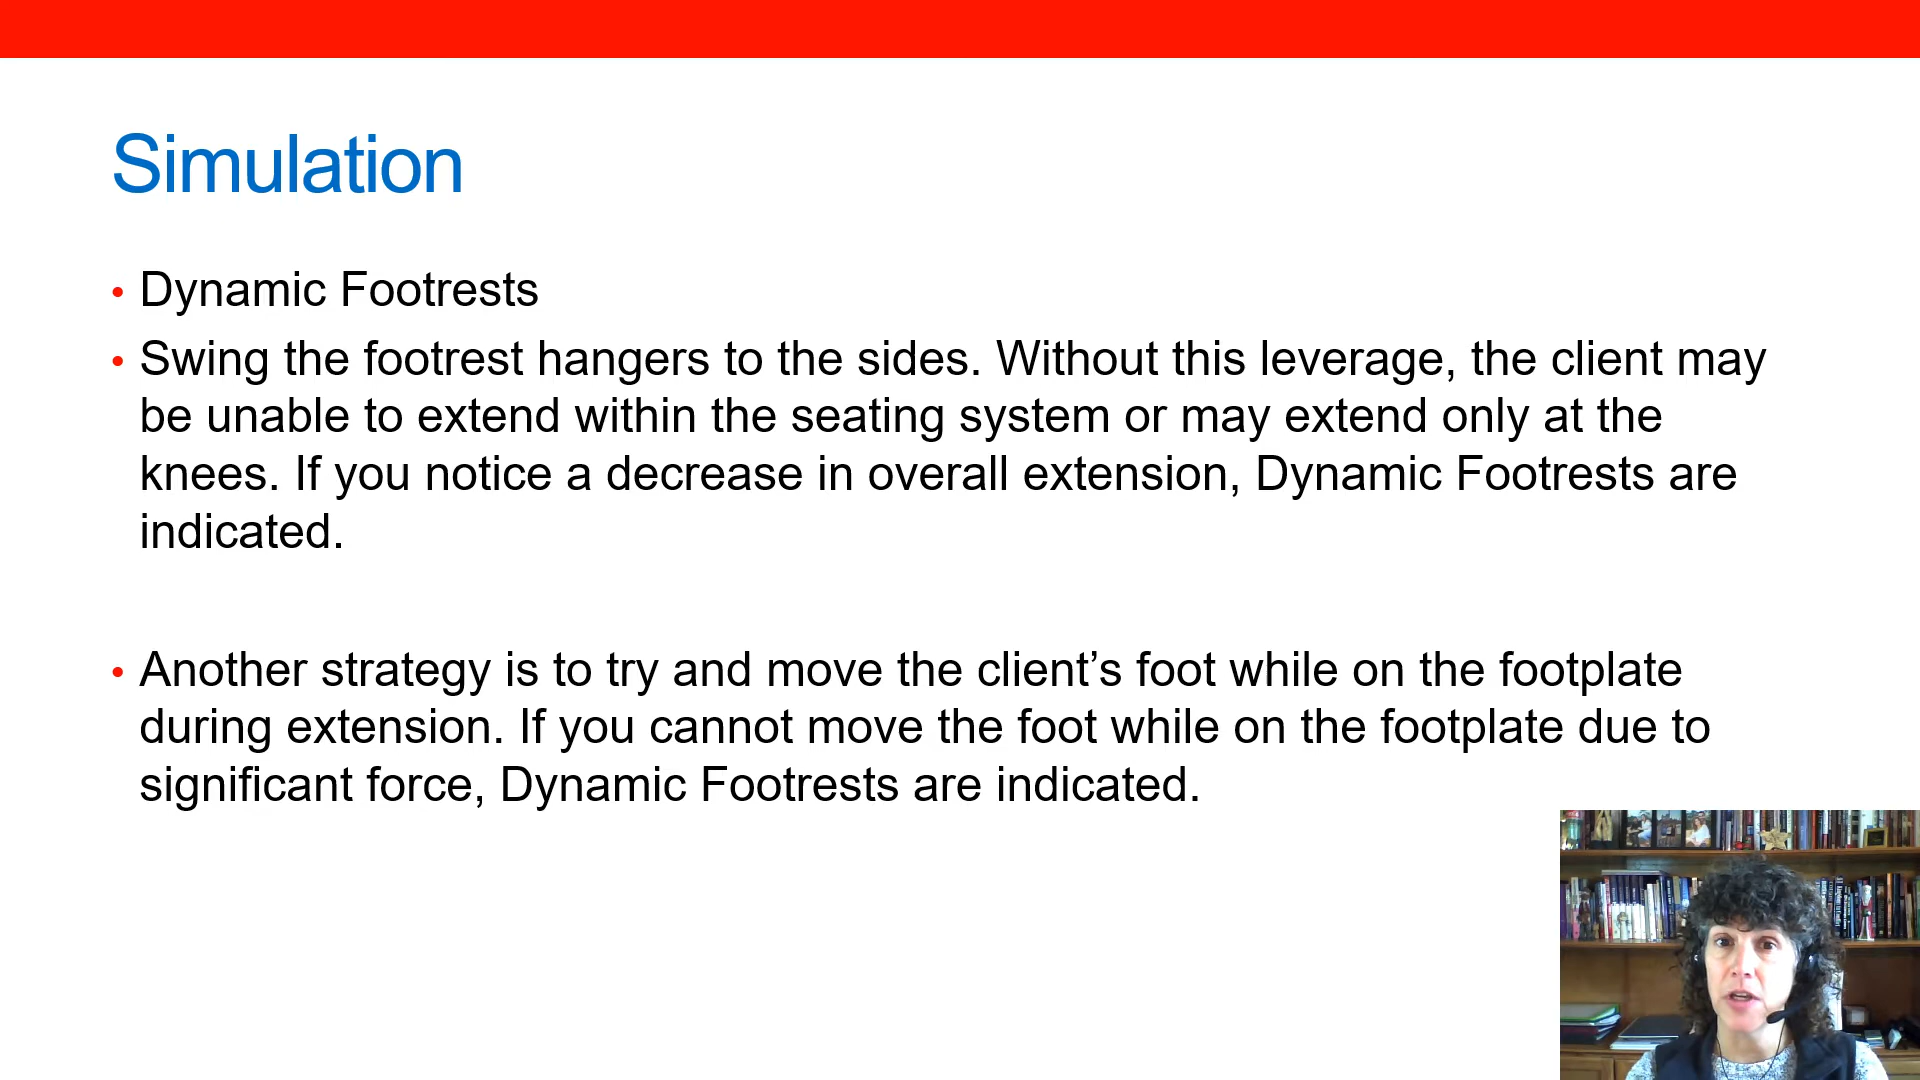 Simulation
• Dynamic Footrests
• Swing the footrest hangers to the sides. Without this leverage, the client may
be unable to extend within the seating system or may extend only at the
knees. If you notice a decrease in overall extension, Dynamic Footrests are
indicated.
• Another strategy is to try and move the client’s foot while on the footplate
during extension. If you cannot move the foot while on the footplate due to
significant force, Dynamic Footrests are indicated.